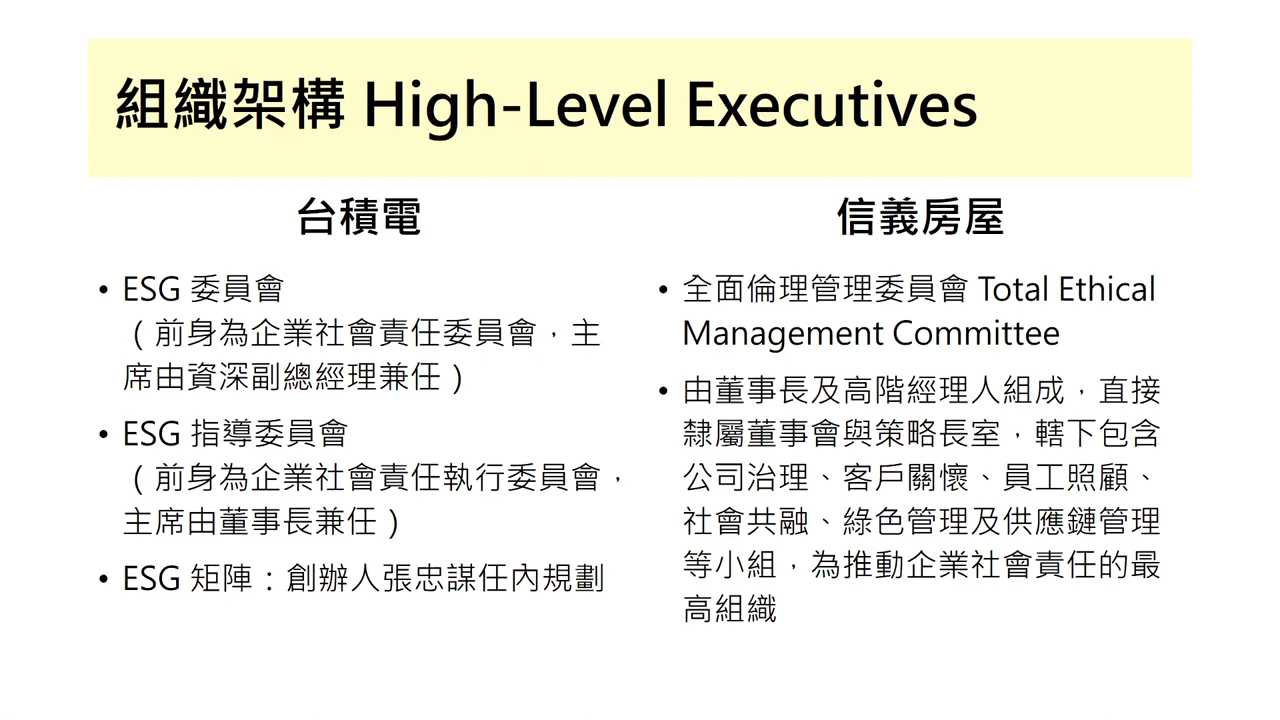 組織架構 High-Level Executives
台積電
• ESG 委員會
（前身為企業社會責任委員會，主
席由資深副總經理兼任）
• ESG 指導委員會
（前身為企業社會責任執行委員會，
主席由董事長兼任）
• ESG 矩陣：創辦人張忠謀任內規劃
信義房屋
• 全面倫理管理委員會 Total Ethical
Management Committee
• 由董事長及高階經理人組成，直接
隸屬董事會與策略長室，轄下包含
公司治理、客戶關懷、員工照顧、
社會共融、綠色管理及供應鏈管理
等小組，為推動企業社會責任的最
高組織